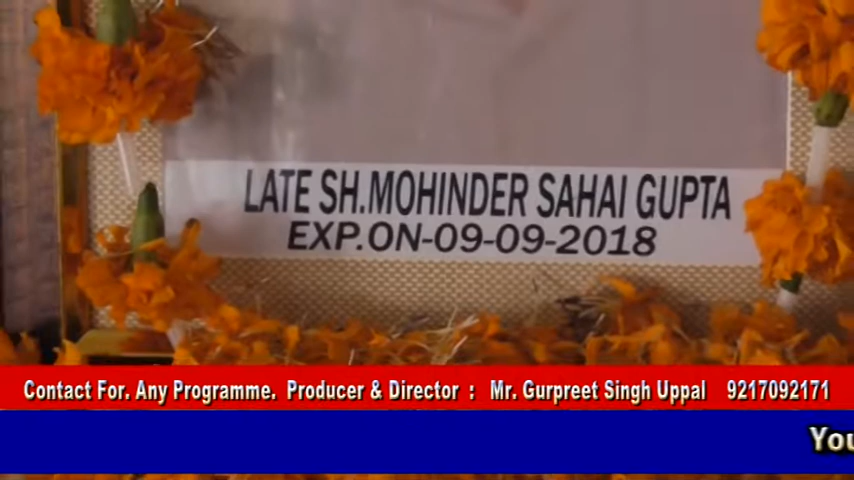 LATE SH.MOHINDER SAHAI GUPTA
EXP.ON-09-09-2018
Contact For. Any Programme. Producer & Director : Mr. Gurpreet Singh Uppal 9217092171